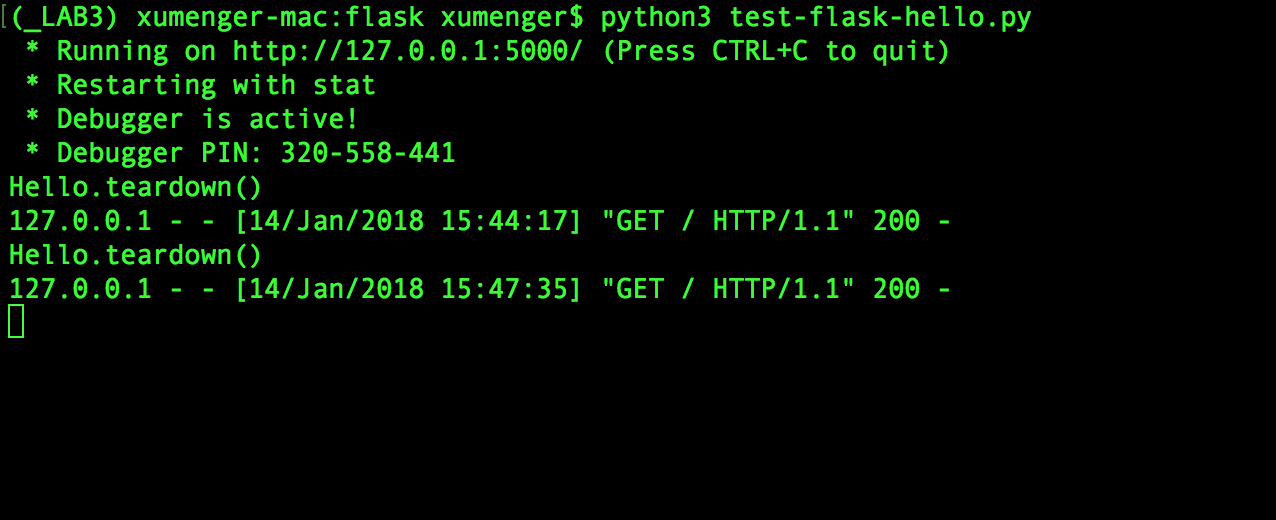 (_LAB3) xumenger-mac:flask xumenger$ python3 test-flask-hello.py
 * Running on http://127.0.0.1:5000/ (Press CTRL+C to quit)
 * Restarting with stat
 * Debugger is active!
 * Debugger PIN: 320-558-441
Hello.teardown()
127.0.0.1 - - [14/Jan/2018 15:44:17] "GET / HTTP/1.1" 200 -
Hello.teardown()
127.0.0.1 - - [14/Jan/2018 15:47:35] "GET / HTTP/1.1" 200 -